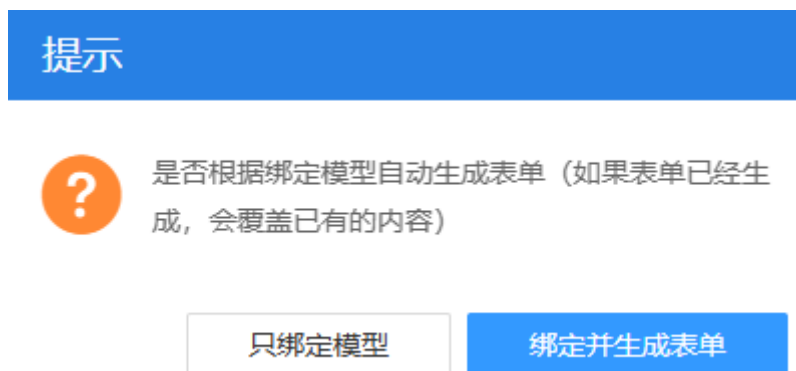 提示
?
是否根据绑定模型自动生成表单（如果表单已经生
成，会覆盖已有的内容）
只绑定模型
绑定并生成表单